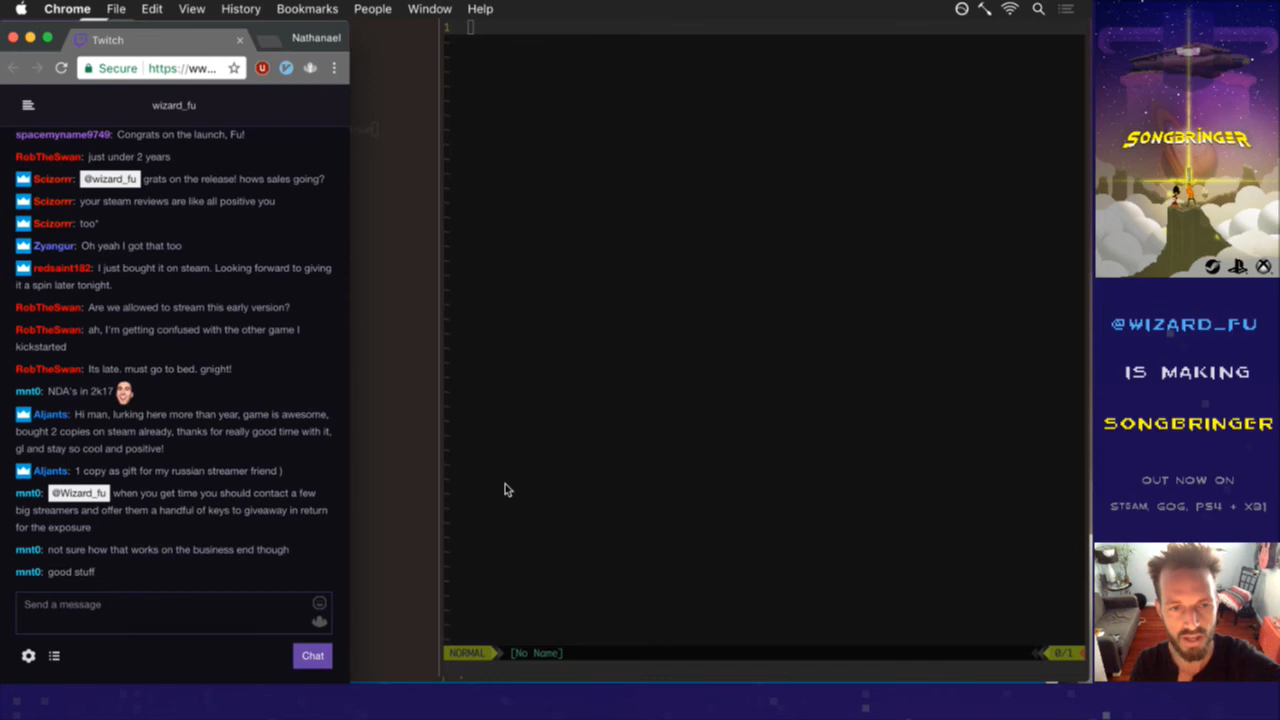 Chrome File Edit View History Bookmarks People Window Help
Twitch
Nathanael
Secure https://ww...
wizard_fu
spacemyname9749: Congrats on the launch, Fu!
RobTheSwan: just under 2 years
Scizorrr: @wizard_fu grats on the release! hows sales going?
Scizorrr: your steam reviews are like all positive you
Scizorrr: too*
Zyangur: Oh yeah I got that too
redsaint182: I just bought it on steam. Looking forward to giving
it a spin later tonight.
RobTheSwan: Are we allowed to stream this early version?
RobTheSwan: ah, I'm getting confused with the other game I
kickstarted
RobTheSwan: Its late. must go to bed. gnight!
mnt0: NDA's in 2k17
Aljants: Hi man, lurking here more than year, game is awesome,
bought 2 copies on steam already, thanks for really good time with it,
gl and stay so cool and positive!
Aljants: 1 copy as gift for my russian streamer friend )
mnt0: @Wizard_fu when you get time you should contact a few
big streamers and offer them a handful of keys to giveaway in return
for the exposure
mnt0: not sure how that works on the business end though
mnt0: good stuff
Send a message
Chat
1
NORMAL [No Name] 0/1
SONGBRINGER
@WIZARD_FU
IS MAKING
SONGBRINGER
OUT NOW ON
STEAM, GOG, PS4 + XB1